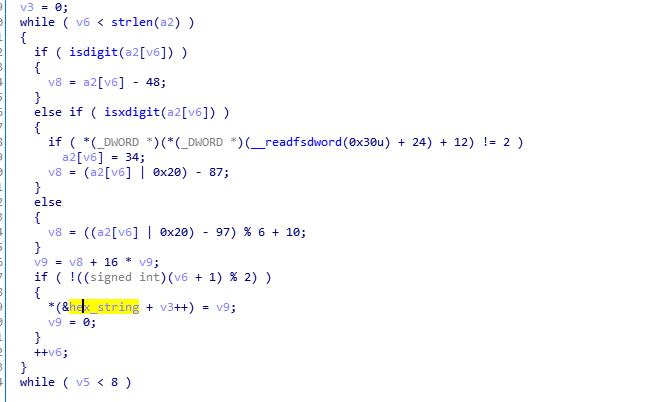 v3 = 0;
while ( v6 < strlen(a2) )
{
if ( isdigit(a2[v6]) )
{
v8 = a2[v6] - 48;
}
else if ( isxdigit(a2[v6]) )
{
if ( *(_DWORD *)(*(_DWORD *)(__readfsdword(0x30u) + 24) + 12) != 2 )
a2[v6] = 34;
v8 = (a2[v6] | 0x20) - 87;
}
else
{
v8 = ((a2[v6] | 0x20) - 97) % 6 + 10;
}
v9 = v8 + 16 * v9;
if ( !((signed int)(v6 + 1) % 2) )
{
*(&hex_string + v3++) = v9;
v9 = 0;
}
++v6;
}
while ( v5 < 8 )